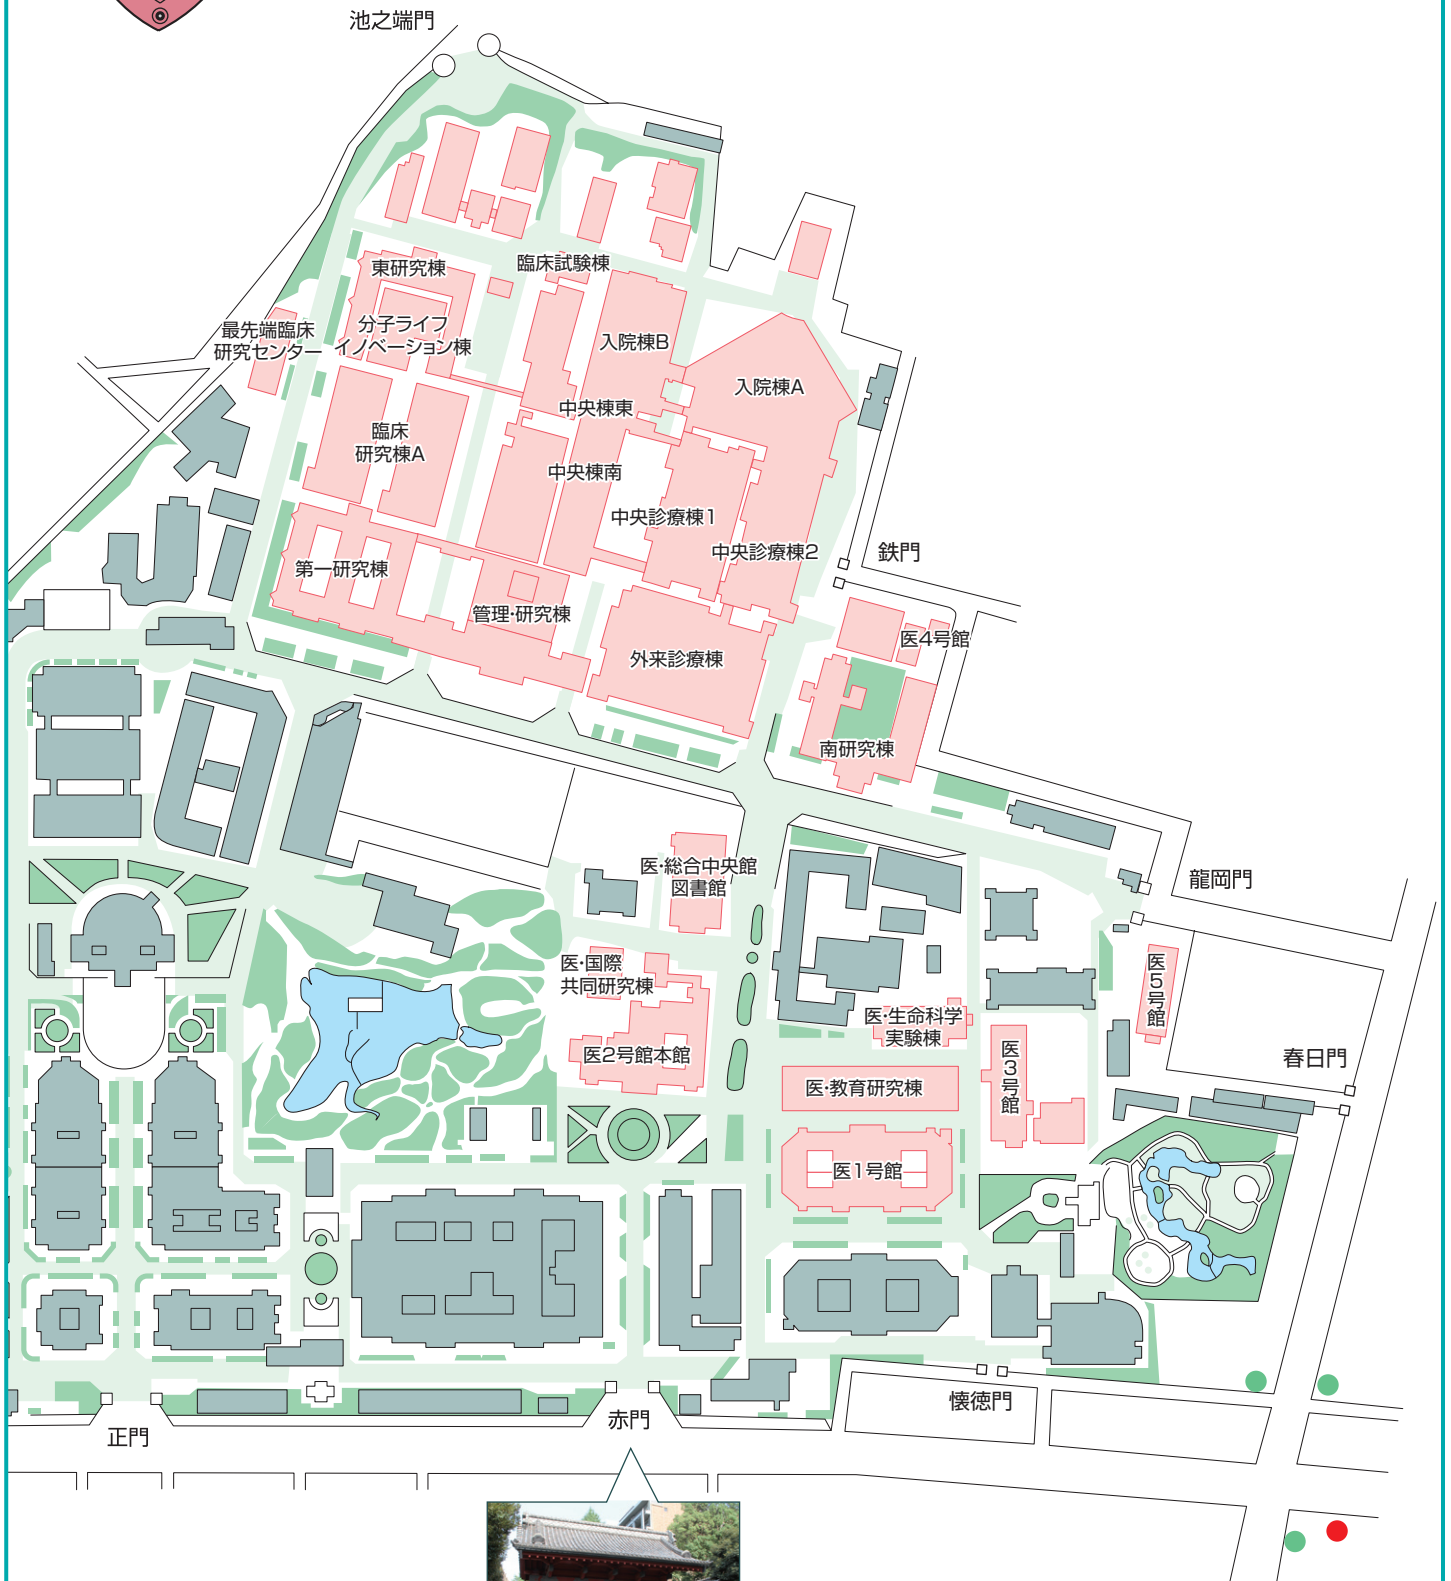 池之端門
東研究棟
臨床試験棟
最先端臨床
研究センター
分子ライフ
イノベーション棟
入院棟B
入院棟A
中央棟東
臨床
研究棟A
中央棟南
中央診療棟1
中央診療棟2
鉄門
第一研究棟
管理・研究棟
医4号館
外来診療棟
南研究棟
医・総合中央館
図書館
龍岡門
医・国際
共同研究棟
医5号館
医・生命科学
実験棟
医2号館本館
医3号館
春日門
医・教育研究棟
医1号館
懐徳門
赤門
正門